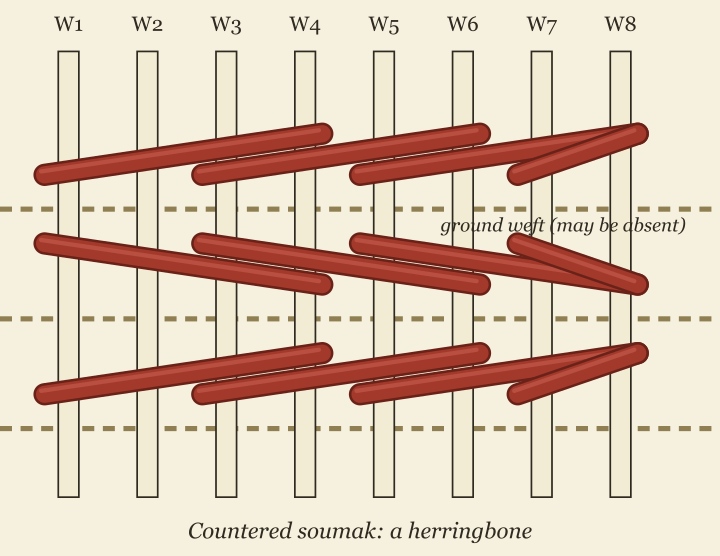 W1 W2 W3 W4 W5 W6 W7 W8
ground weft (may be absent)
Countered soumak: a herringbone